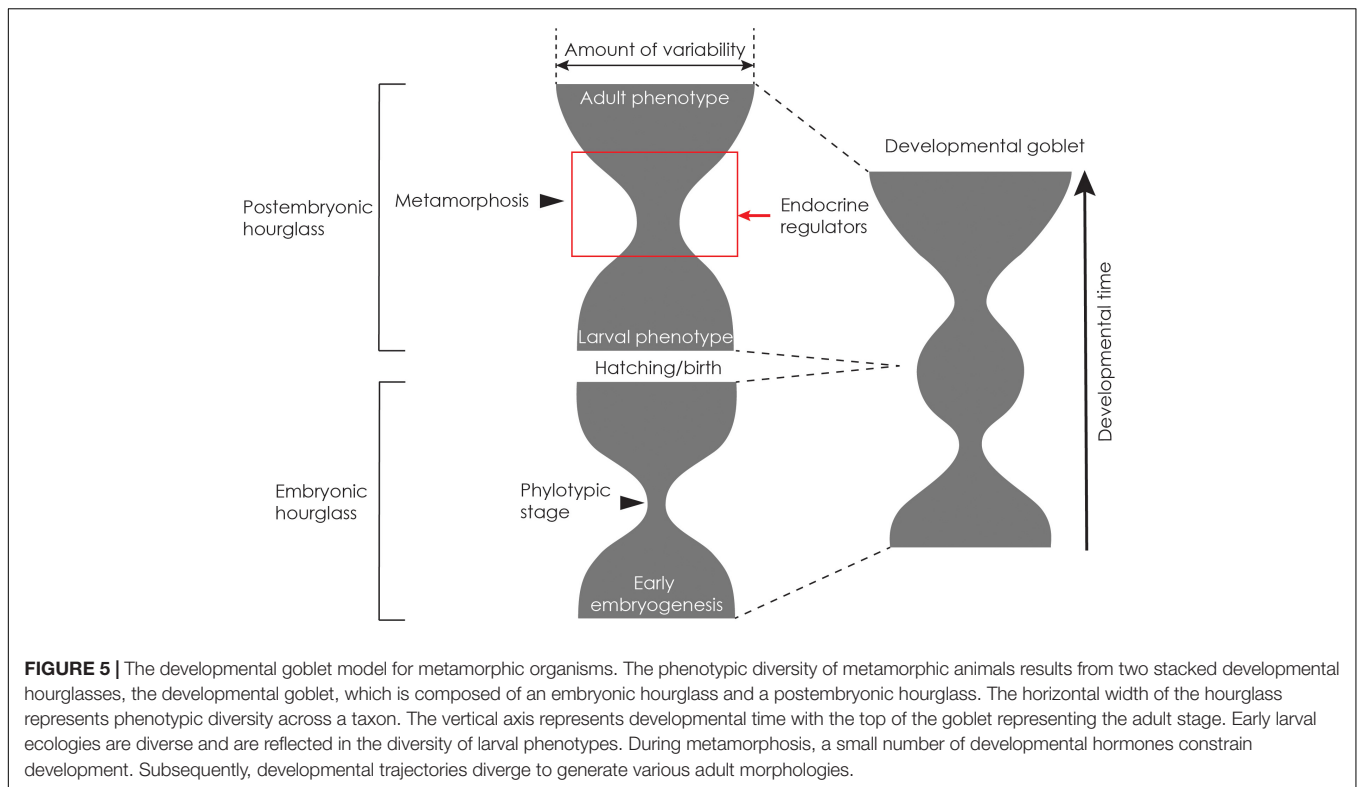 Amount of variability
Adult phenotype
Developmental goblet
Metamorphosis
Endocrine
regulators
Postembryonic
hourglass
Developmental time
Larval phenotype
Hatching/birth
Embryonic
hourglass
Phylotypic
stage
Early
embryogenesis
FIGURE 5 | The developmental goblet model for metamorphic organisms. The phenotypic diversity of metamorphic animals results from two stacked developmental
hourglasses, the developmental goblet, which is composed of an embryonic hourglass and a postembryonic hourglass. The horizontal width of the hourglass
represents phenotypic diversity across a taxon. The vertical axis represents developmental time with the top of the goblet representing the adult stage. Early larval
ecologies are diverse and are reflected in the diversity of larval phenotypes. During metamorphosis, a small number of developmental hormones constrain
development. Subsequently, developmental trajectories diverge to generate various adult morphologies.